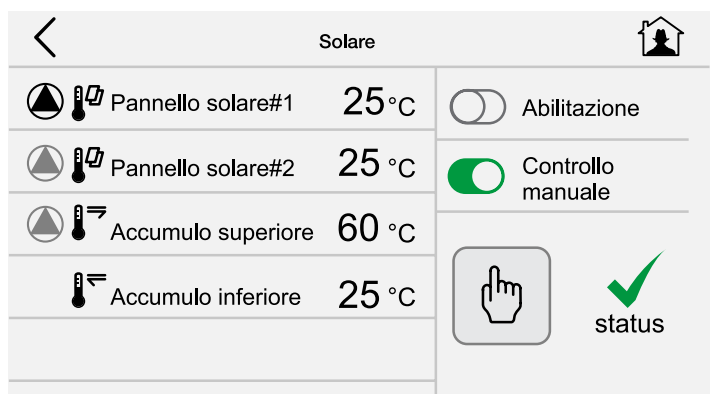 Solare
Pannello solare#1 25°C
Pannello solare#2 25 °C
Accumulo superiore 60 °C
Accumulo inferiore 25 °C
Abilitazione
Controllo
manuale
status